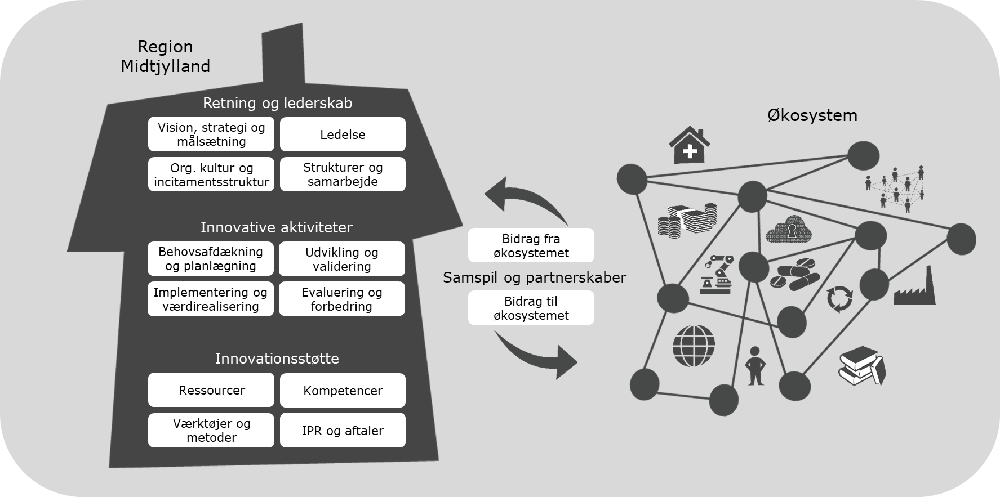 Region
Midtjylland
Retning og lederskab
Vision, strategi og
målsætning
Ledelse
Org. kultur og
incitamentsstruktur
Strukturer og
samarbejde
Innovative aktiviteter
Behovsafdækning
og planlægning
Udvikling og
validering
Implementering og
værdirealisering
Evaluering og
forbedring
Innovationsstøtte
Ressourcer
Kompetencer
Værktøjer og
metoder
IPR og aftaler
Bidrag fra
økosystemet
Samspil og partnerskaber
Bidrag til
økosystemet
Økosystem